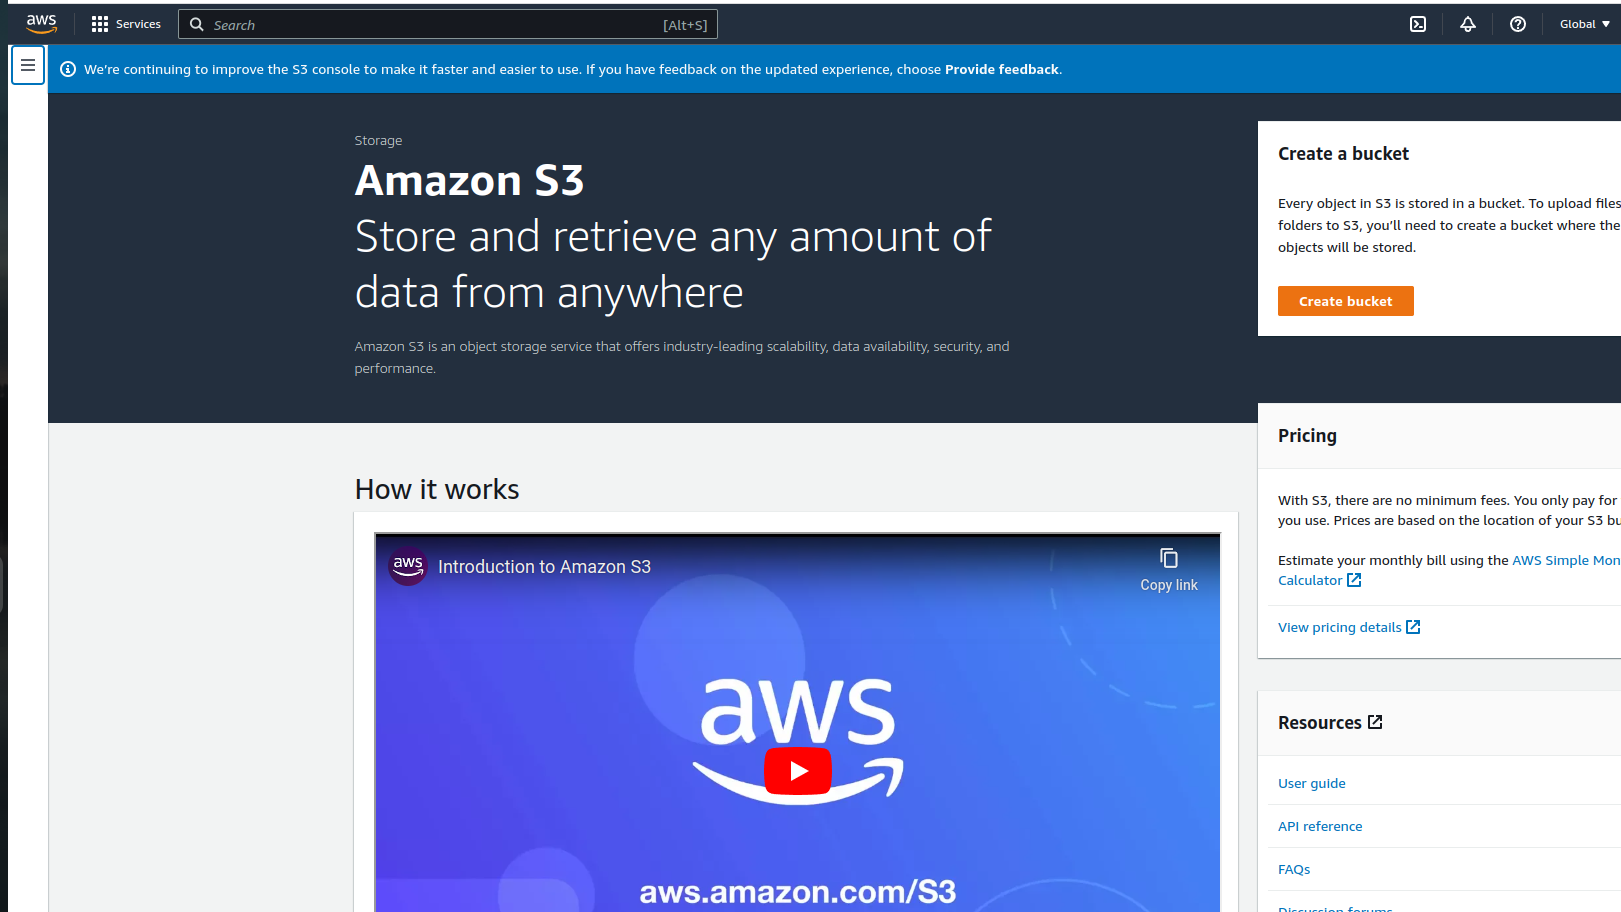 aws
Services
Search
[Alt+S]
Global
We're continuing to improve the S3 console to make it faster and easier to use. If you have feedback on the updated experience, choose Provide feedback.
Storage
Amazon S3
Store and retrieve any amount of
data from anywhere
Amazon S3 is an object storage service that offers industry-leading scalability, data availability, security, and
performance.
Create a bucket
Every object in S3 is stored in a bucket. To upload files
folders to S3, you'll need to create a bucket where the
objects will be stored.
Create bucket
How it works
aws
Introduction to Amazon S3
Copy link
aws
aws.amazon.com/S3
Pricing
With S3, there are no minimum fees. You only pay for
you use. Prices are based on the location of your S3 bu
Estimate your monthly bill using the AWS Simple Mon
Calculator
View pricing details
Resources
User guide
API reference
FAQs
Discussion forums